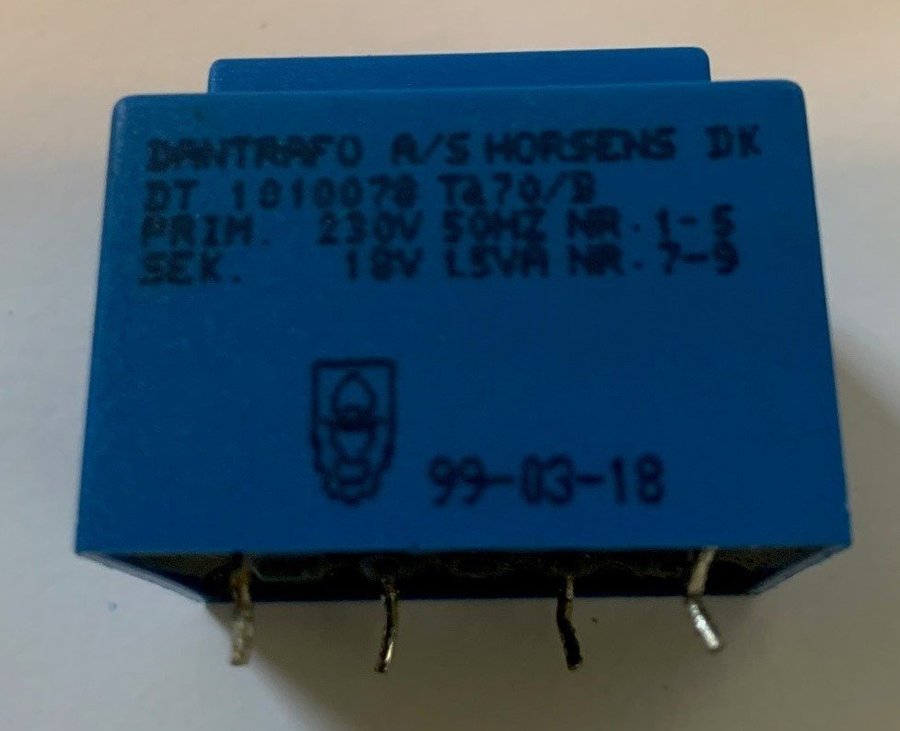 DANTRAFO A/S HORSENS DK
DT 1010078 Ta70/B
PRIM. 230V 50HZ NR. 1-5
SEK. 18V 1.5VA NR. 7-9
99-03-18